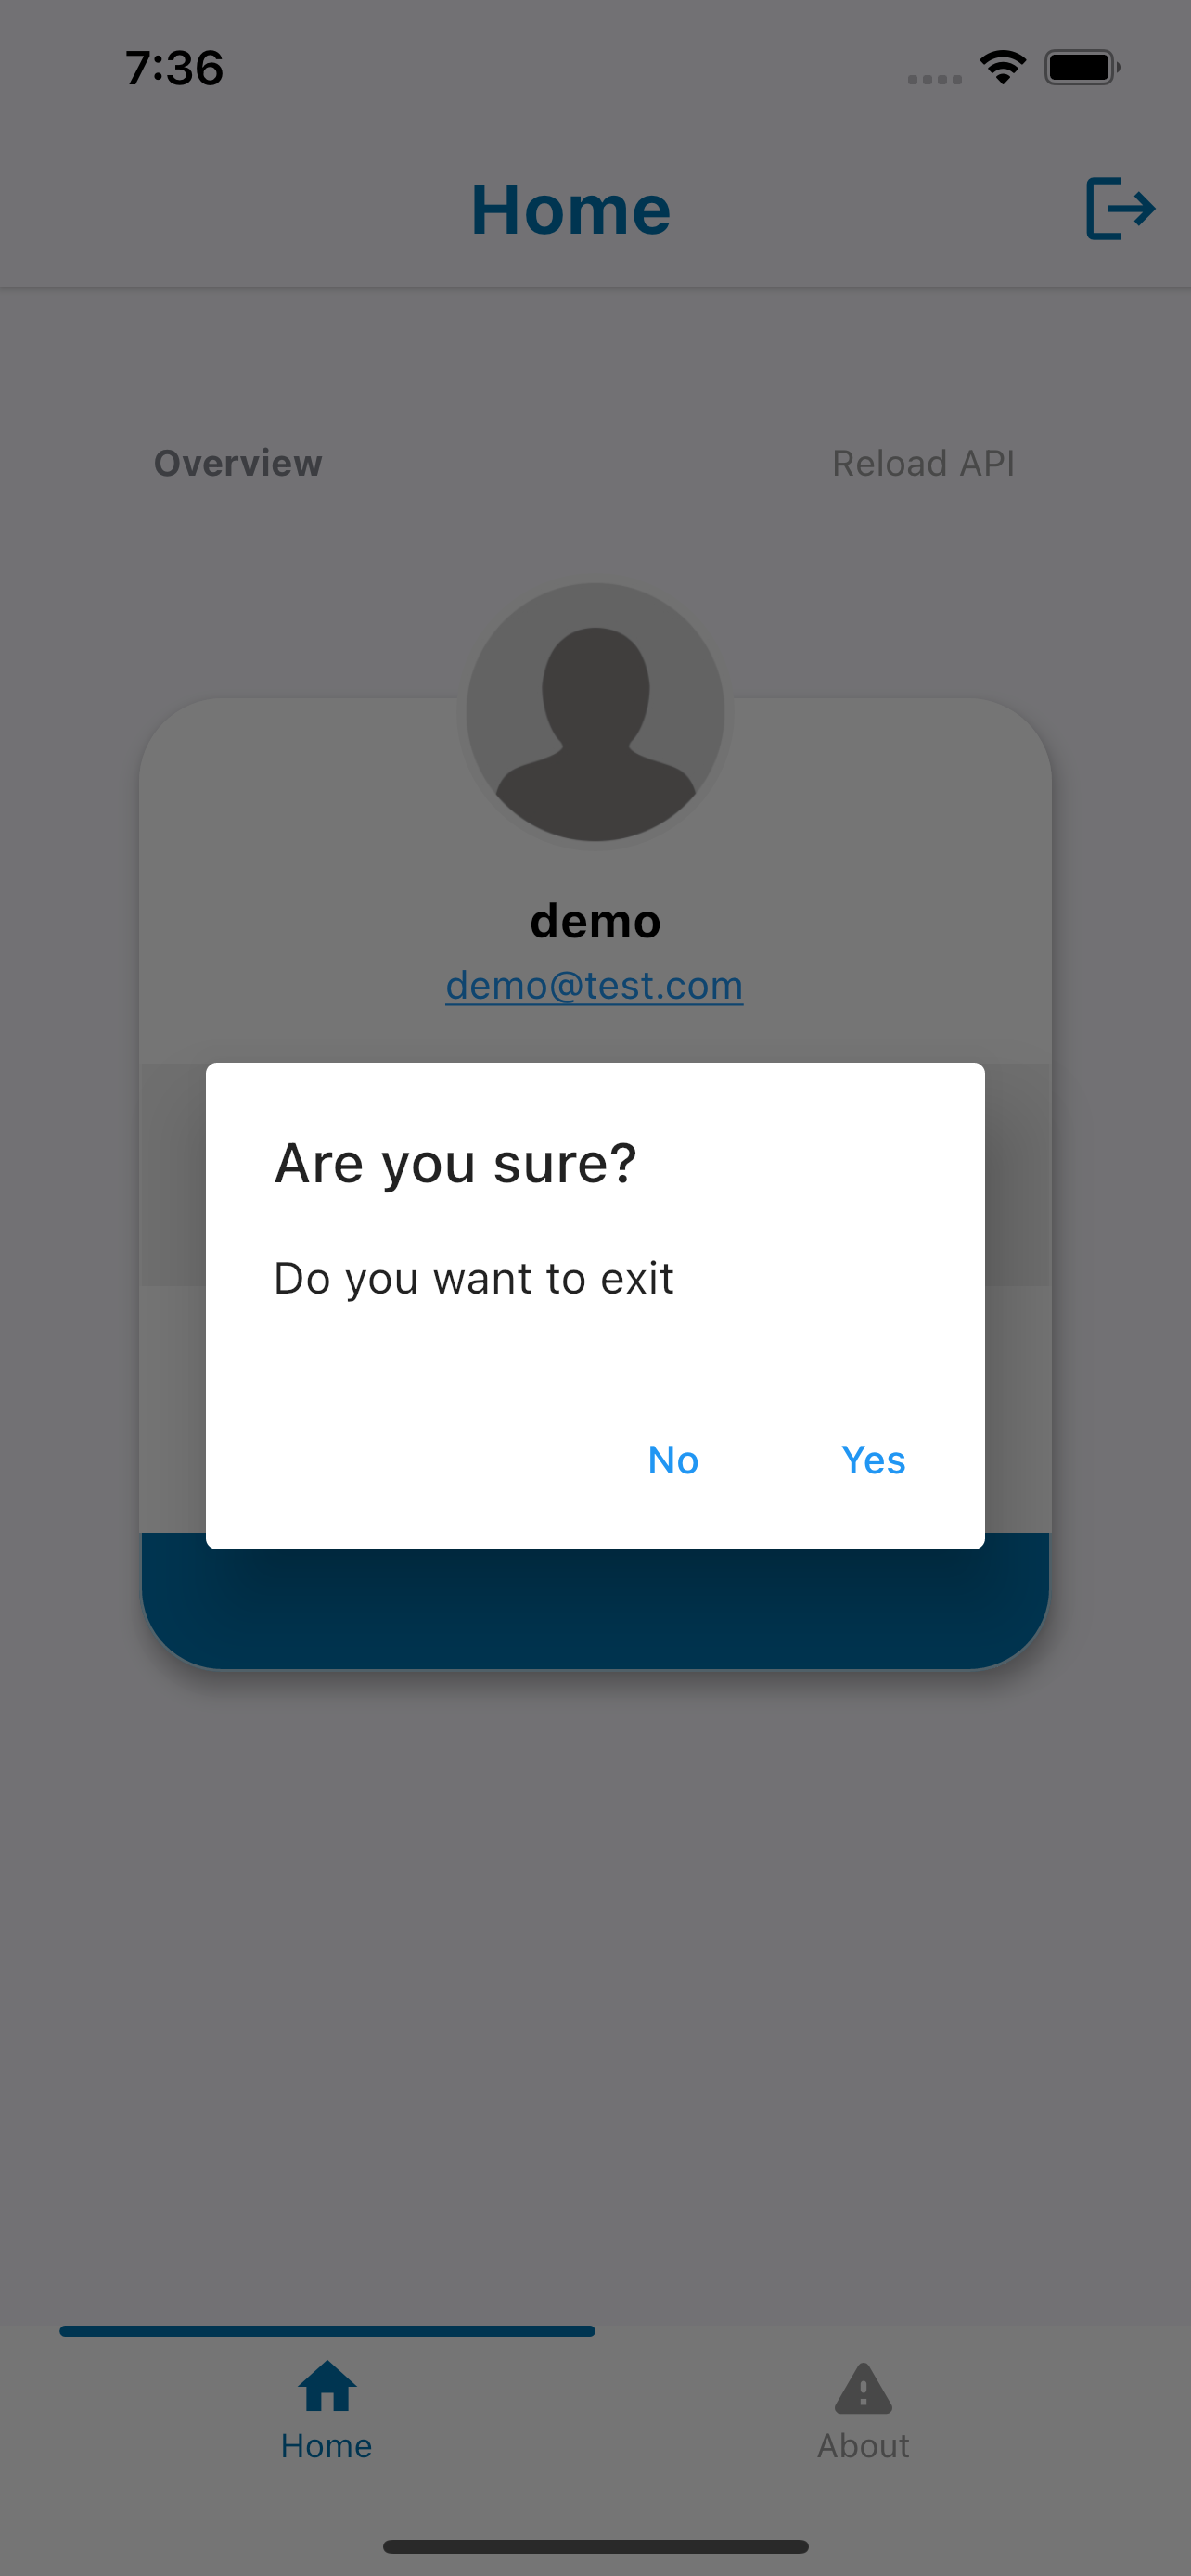 7:36
Home
Overview
Reload API
demo
demo@test.com
Are you sure?
Do you want to exit
No
Yes
Home
About